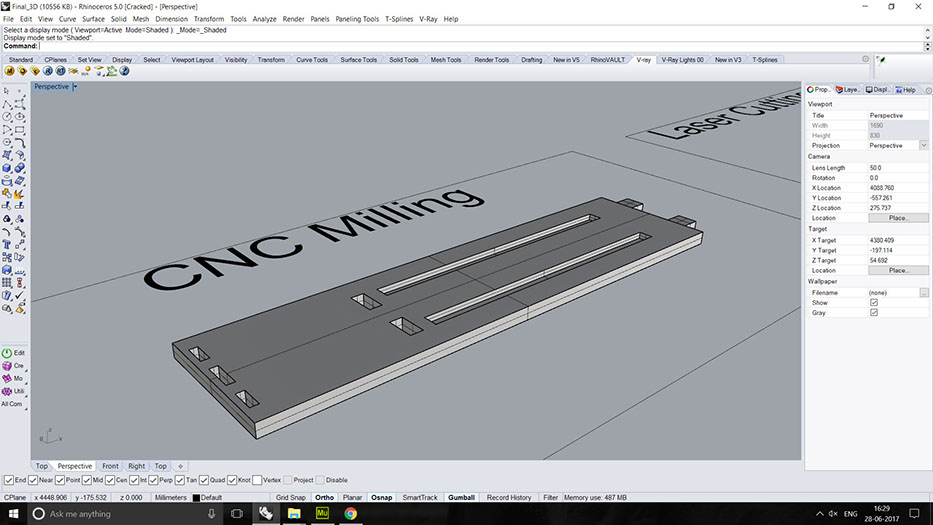 Final_3D (10556 KB) - Rhinoceros 5.0 [Cracked] - [Perspective]
File Edit View Curve Surface Solid Mesh Dimension Transform Tools Analyze Render Panels Paneling Tools T-Splines V-Ray Help
Select a display mode ( Viewport=Active Mode=Shaded ): _Mode=_Shaded
Display mode set to "Shaded".
Command:
Standard CPlanes Set View Display Select Viewport Layout Visibility Transform Curve Tools Surface Tools Solid Tools Mesh Tools Render Tools Drafting New in V5 RhinoVAULT V-ray V-Ray Lights 00 New in V3 T-Splines
Perspective
Prop... Laye... Displ... Help
Viewport
Title Perspective
Width 1690
Height 830
Projection Perspective
Camera
Lens Length 50.0
Rotation 0.0
X Location 4088.760
Y Location -557.261
Z Location 275.737
Location Place...
Target
X Target 4380.409
Y Target -197.114
Z Target 54.692
Location Place...
Wallpaper
Filename (none) ...
Show
Gray
Laser Cutting
CNC Milling
Edit
Cre
Mo
Utili
All Com
z
x
Top Perspective Front Right Top
End Near Point Mid Cen Int Perp Tan Quad Knot Vertex Project Disable
CPlane x 4448.906 y -175.532 z 0.000 Millimeters Default Grid Snap Ortho Planar Osnap SmartTrack Gumball Record History Filter Memory use: 487 MB
Ask me anything Mu ENG 16:29
28-06-2017